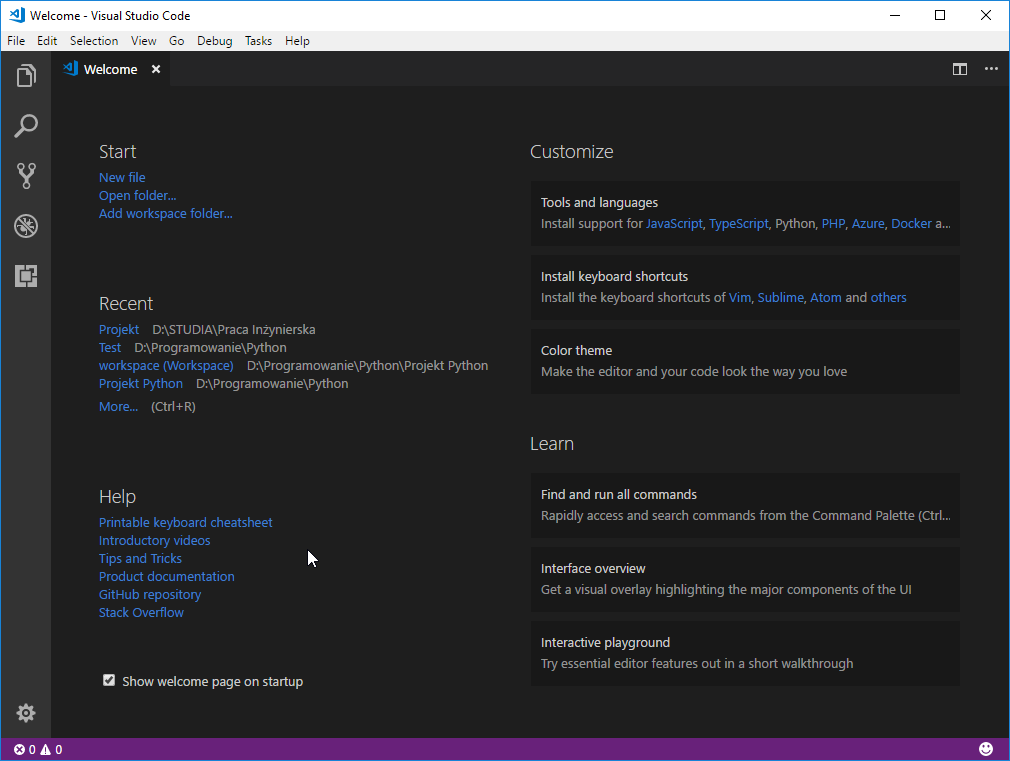 Welcome - Visual Studio Code
File Edit Selection View Go Debug Tasks Help
Welcome
Start
New file
Open folder...
Add workspace folder...
Recent
Projekt D:\STUDIA\Praca Inżynierska
Test D:\Programowanie\Python
workspace (Workspace) D:\Programowanie\Python\Projekt Python
Projekt Python D:\Programowanie\Python
More... (Ctrl+R)
Help
Printable keyboard cheatsheet
Introductory videos
Tips and Tricks
Product documentation
GitHub repository
Stack Overflow
Show welcome page on startup
Customize
Tools and languages
Install support for JavaScript, TypeScript, Python, PHP, Azure, Docker a...
Install keyboard shortcuts
Install the keyboard shortcuts of Vim, Sublime, Atom and others
Color theme
Make the editor and your code look the way you love
Learn
Find and run all commands
Rapidly access and search commands from the Command Palette (Ctrl...
Interface overview
Get a visual overlay highlighting the major components of the UI
Interactive playground
Try essential editor features out in a short walkthrough
0 0